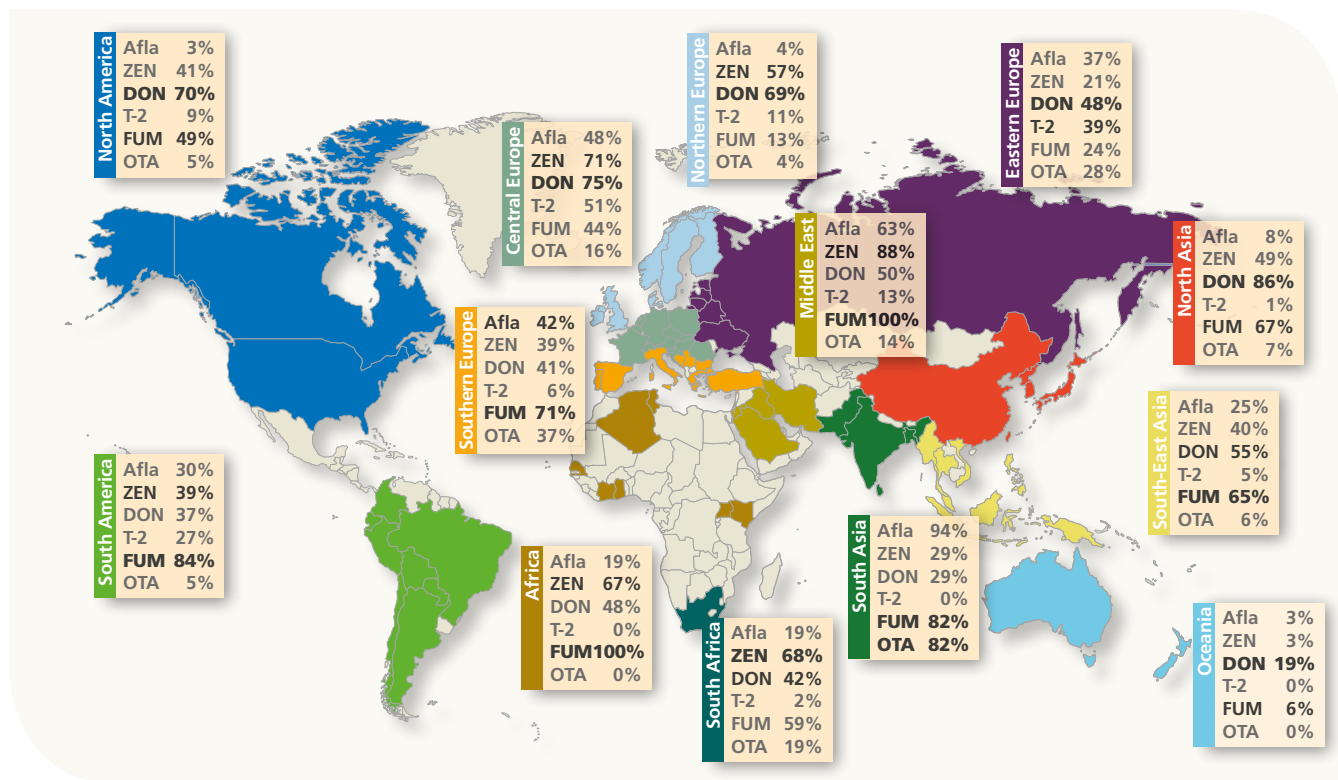 North America
Afla 3%
ZEN 41%
DON 70%
T-2 9%
FUM 49%
OTA 5%
Northern Europe
Afla 4%
ZEN 57%
DON 69%
T-2 11%
FUM 13%
OTA 4%
Eastern Europe
Afla 37%
ZEN 21%
DON 48%
T-2 39%
FUM 24%
OTA 28%
Central Europe
Afla 48%
ZEN 71%
DON 75%
T-2 51%
FUM 44%
OTA 16%
Middle East
Afla 63%
ZEN 88%
DON 50%
T-2 13%
FUM100%
OTA 14%
North Asia
Afla 8%
ZEN 49%
DON 86%
T-2 1%
FUM 67%
OTA 7%
Southern Europe
Afla 42%
ZEN 39%
DON 41%
T-2 6%
FUM 71%
OTA 37%
South-East Asia
Afla 25%
ZEN 40%
DON 55%
T-2 5%
FUM 65%
OTA 6%
South America
Afla 30%
ZEN 39%
DON 37%
T-2 27%
FUM 84%
OTA 5%
Africa
Afla 19%
ZEN 67%
DON 48%
T-2 0%
FUM100%
OTA 0%
South Africa
Afla 19%
ZEN 68%
DON 42%
T-2 2%
FUM 59%
OTA 19%
South Asia
Afla 94%
ZEN 29%
DON 29%
T-2 0%
FUM 82%
OTA 82%
Oceania
Afla 3%
ZEN 3%
DON 19%
T-2 0%
FUM 6%
OTA 0%